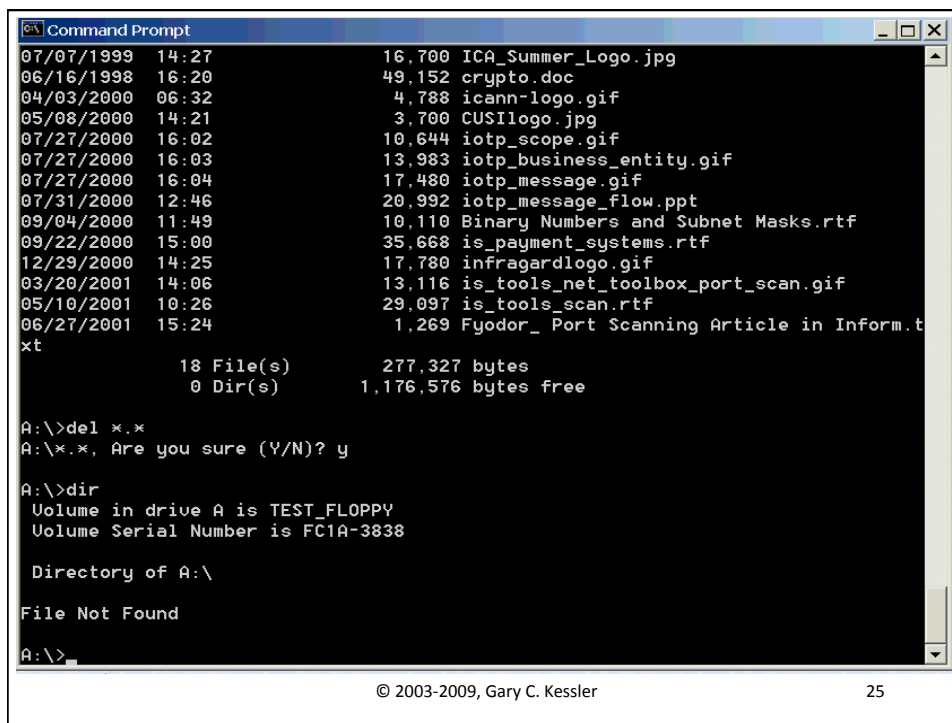 Command Prompt
07/07/1999  14:27              16,700 ICA_Summer_Logo.jpg
06/16/1998  16:20              49,152 crypto.doc
04/03/2000  06:32               4,788 icann-logo.gif
05/08/2000  14:21               3,700 CUSIlogo.jpg
07/27/2000  16:02              10,644 iotp_scope.gif
07/27/2000  16:03              13,983 iotp_business_entity.gif
07/27/2000  16:04              17,480 iotp_message.gif
07/31/2000  12:46              20,992 iotp_message_flow.ppt
09/04/2000  11:49              10,110 Binary Numbers and Subnet Masks.rtf
09/22/2000  15:00              35,668 is_payment_systems.rtf
12/29/2000  14:25              17,780 infragardlogo.gif
03/20/2001  14:06              13,116 is_tools_net_toolbox_port_scan.gif
05/10/2001  10:26              29,097 is_tools_scan.rtf
06/27/2001  15:24               1,269 Fyodor_ Port Scanning Article in Inform.t
xt
18 File(s)        277,327 bytes
0 Dir(s)       1,176,576 bytes free
A:\>del *.*
A:\*.*, Are you sure (Y/N)? y
A:\>dir
Volume in drive A is TEST_FLOPPY
Volume Serial Number is FC1A-3838
Directory of A:\
File Not Found
A:\>_
© 2003-2009, Gary C. Kessler
25